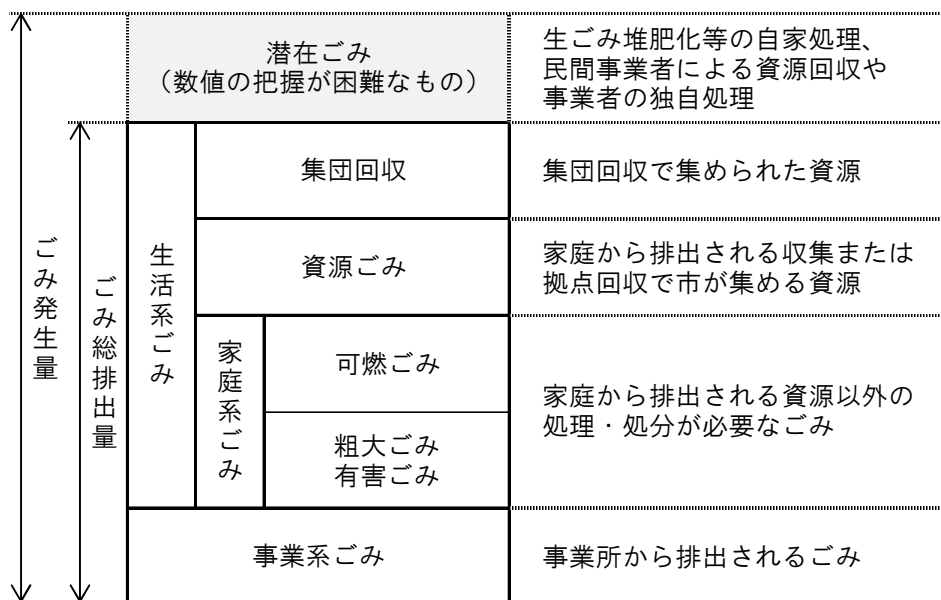 潜在ごみ
（数値の把握が困難なもの）
生ごみ堆肥化等の自家処理、
民間事業者による資源回収や
事業者の独自処理
ごみ発生量
ごみ総排出量
生活系ごみ
集団回収
集団回収で集められた資源
資源ごみ
家庭から排出される収集または
拠点回収で市が集める資源
家庭系ごみ
可燃ごみ
粗大ごみ
有害ごみ
家庭から排出される資源以外の
処理・処分が必要なごみ
事業系ごみ
事業所から排出されるごみ